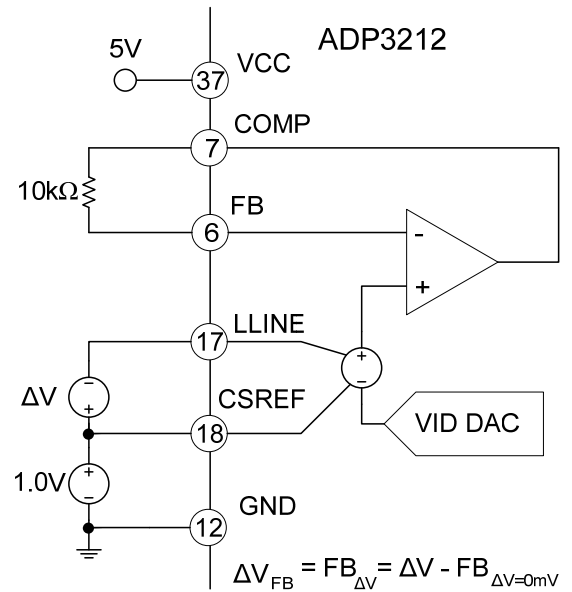 ADP3212
5V
VCC
37
COMP
7
10kΩ
FB
6
-
+
LLINE
17
+
−
ΔV
−
+
CSREF
18
VID DAC
1.0V
+
−
GND
12
ΔV_FB = FB_ΔV = ΔV - FB_ΔV=0mV